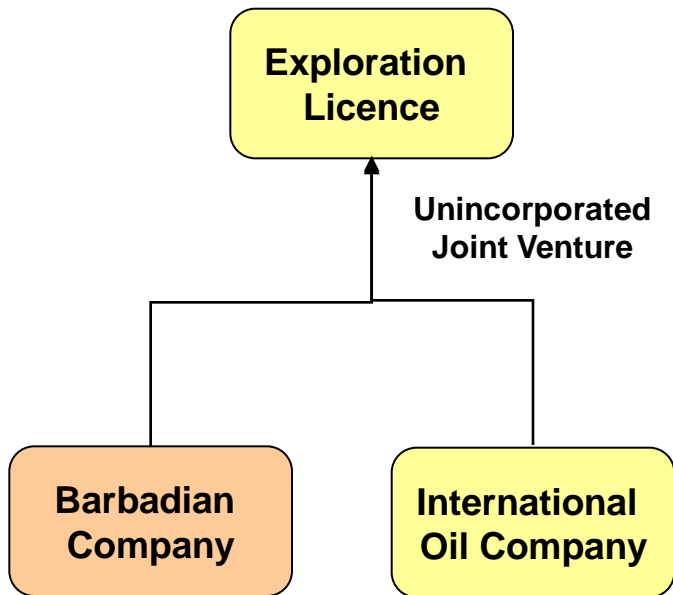 Exploration
Licence
Unincorporated
Joint Venture
Barbadian
Company
International
Oil Company